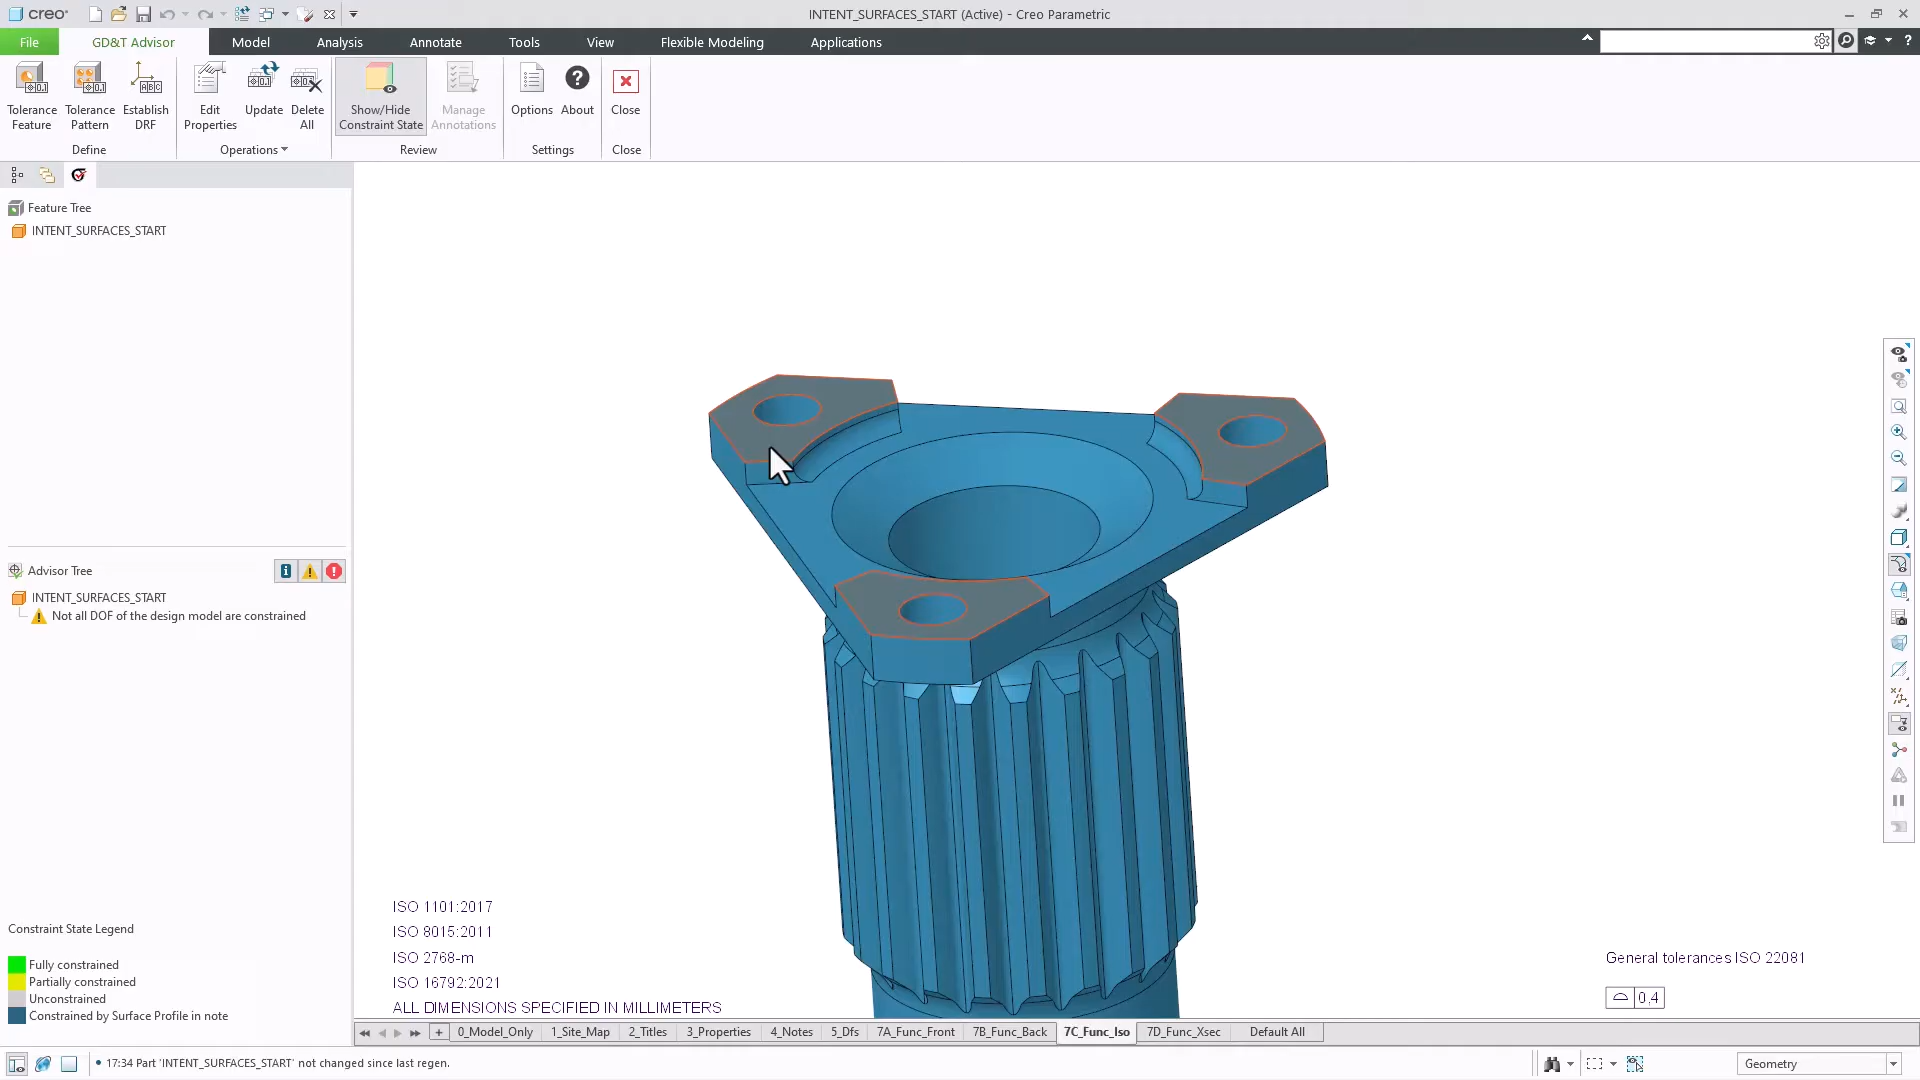 creo
INTENT_SURFACES_START (Active) - Creo Parametric
File
GD&T Advisor
Model
Analysis
Annotate
Tools
View
Flexible Modeling
Applications
Tolerance Feature
Tolerance Pattern
Establish DRF
Edit Properties
Update
Delete All
Show/Hide Constraint State
Manage Annotations
Options
About
Close
Define
Operations
Review
Settings
Close
Feature Tree
INTENT_SURFACES_START
Advisor Tree
INTENT_SURFACES_START
Not all DOF of the design model are constrained
Constraint State Legend
Fully constrained
Partially constrained
Unconstrained
Constrained by Surface Profile in note
ISO 1101:2017
ISO 8015:2011
ISO 2768-m
ISO 16792:2021
ALL DIMENSIONS SPECIFIED IN MILLIMETERS
General tolerances ISO 22081
0,4
0_Model_Only
1_Site_Map
2_Titles
3_Properties
4_Notes
5_Dfs
7A_Func_Front
7B_Func_Back
7C_Func_Iso
7D_Func_Xsec
Default All
• 17:34 Part 'INTENT_SURFACES_START' not changed since last regen.
Geometry